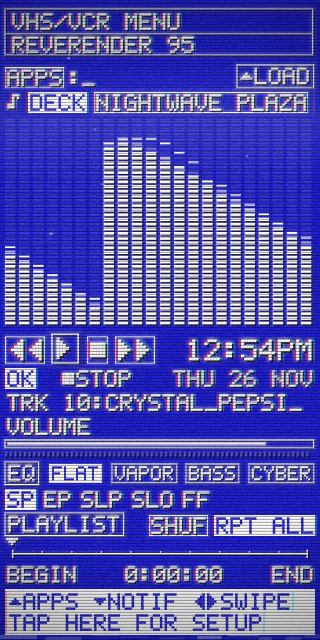 VHS/VCR MENU
REVERENDER 95
APPS:_ ▲LOAD
♪ DECK NIGHTWAVE PLAZA
12:54PM
OK ■STOP THU 26 NOV
TRK 10:CRYSTAL_PEPSI_
VOLUME
EQ FLAT VAPOR BASS CYBER
SP EP SLP SLO FF
PLAYLIST SHUF RPT ALL
BEGIN 0:00:00 END
▲APPS ▼NOTIF ◀▶SWIPE
TAP HERE FOR SETUP